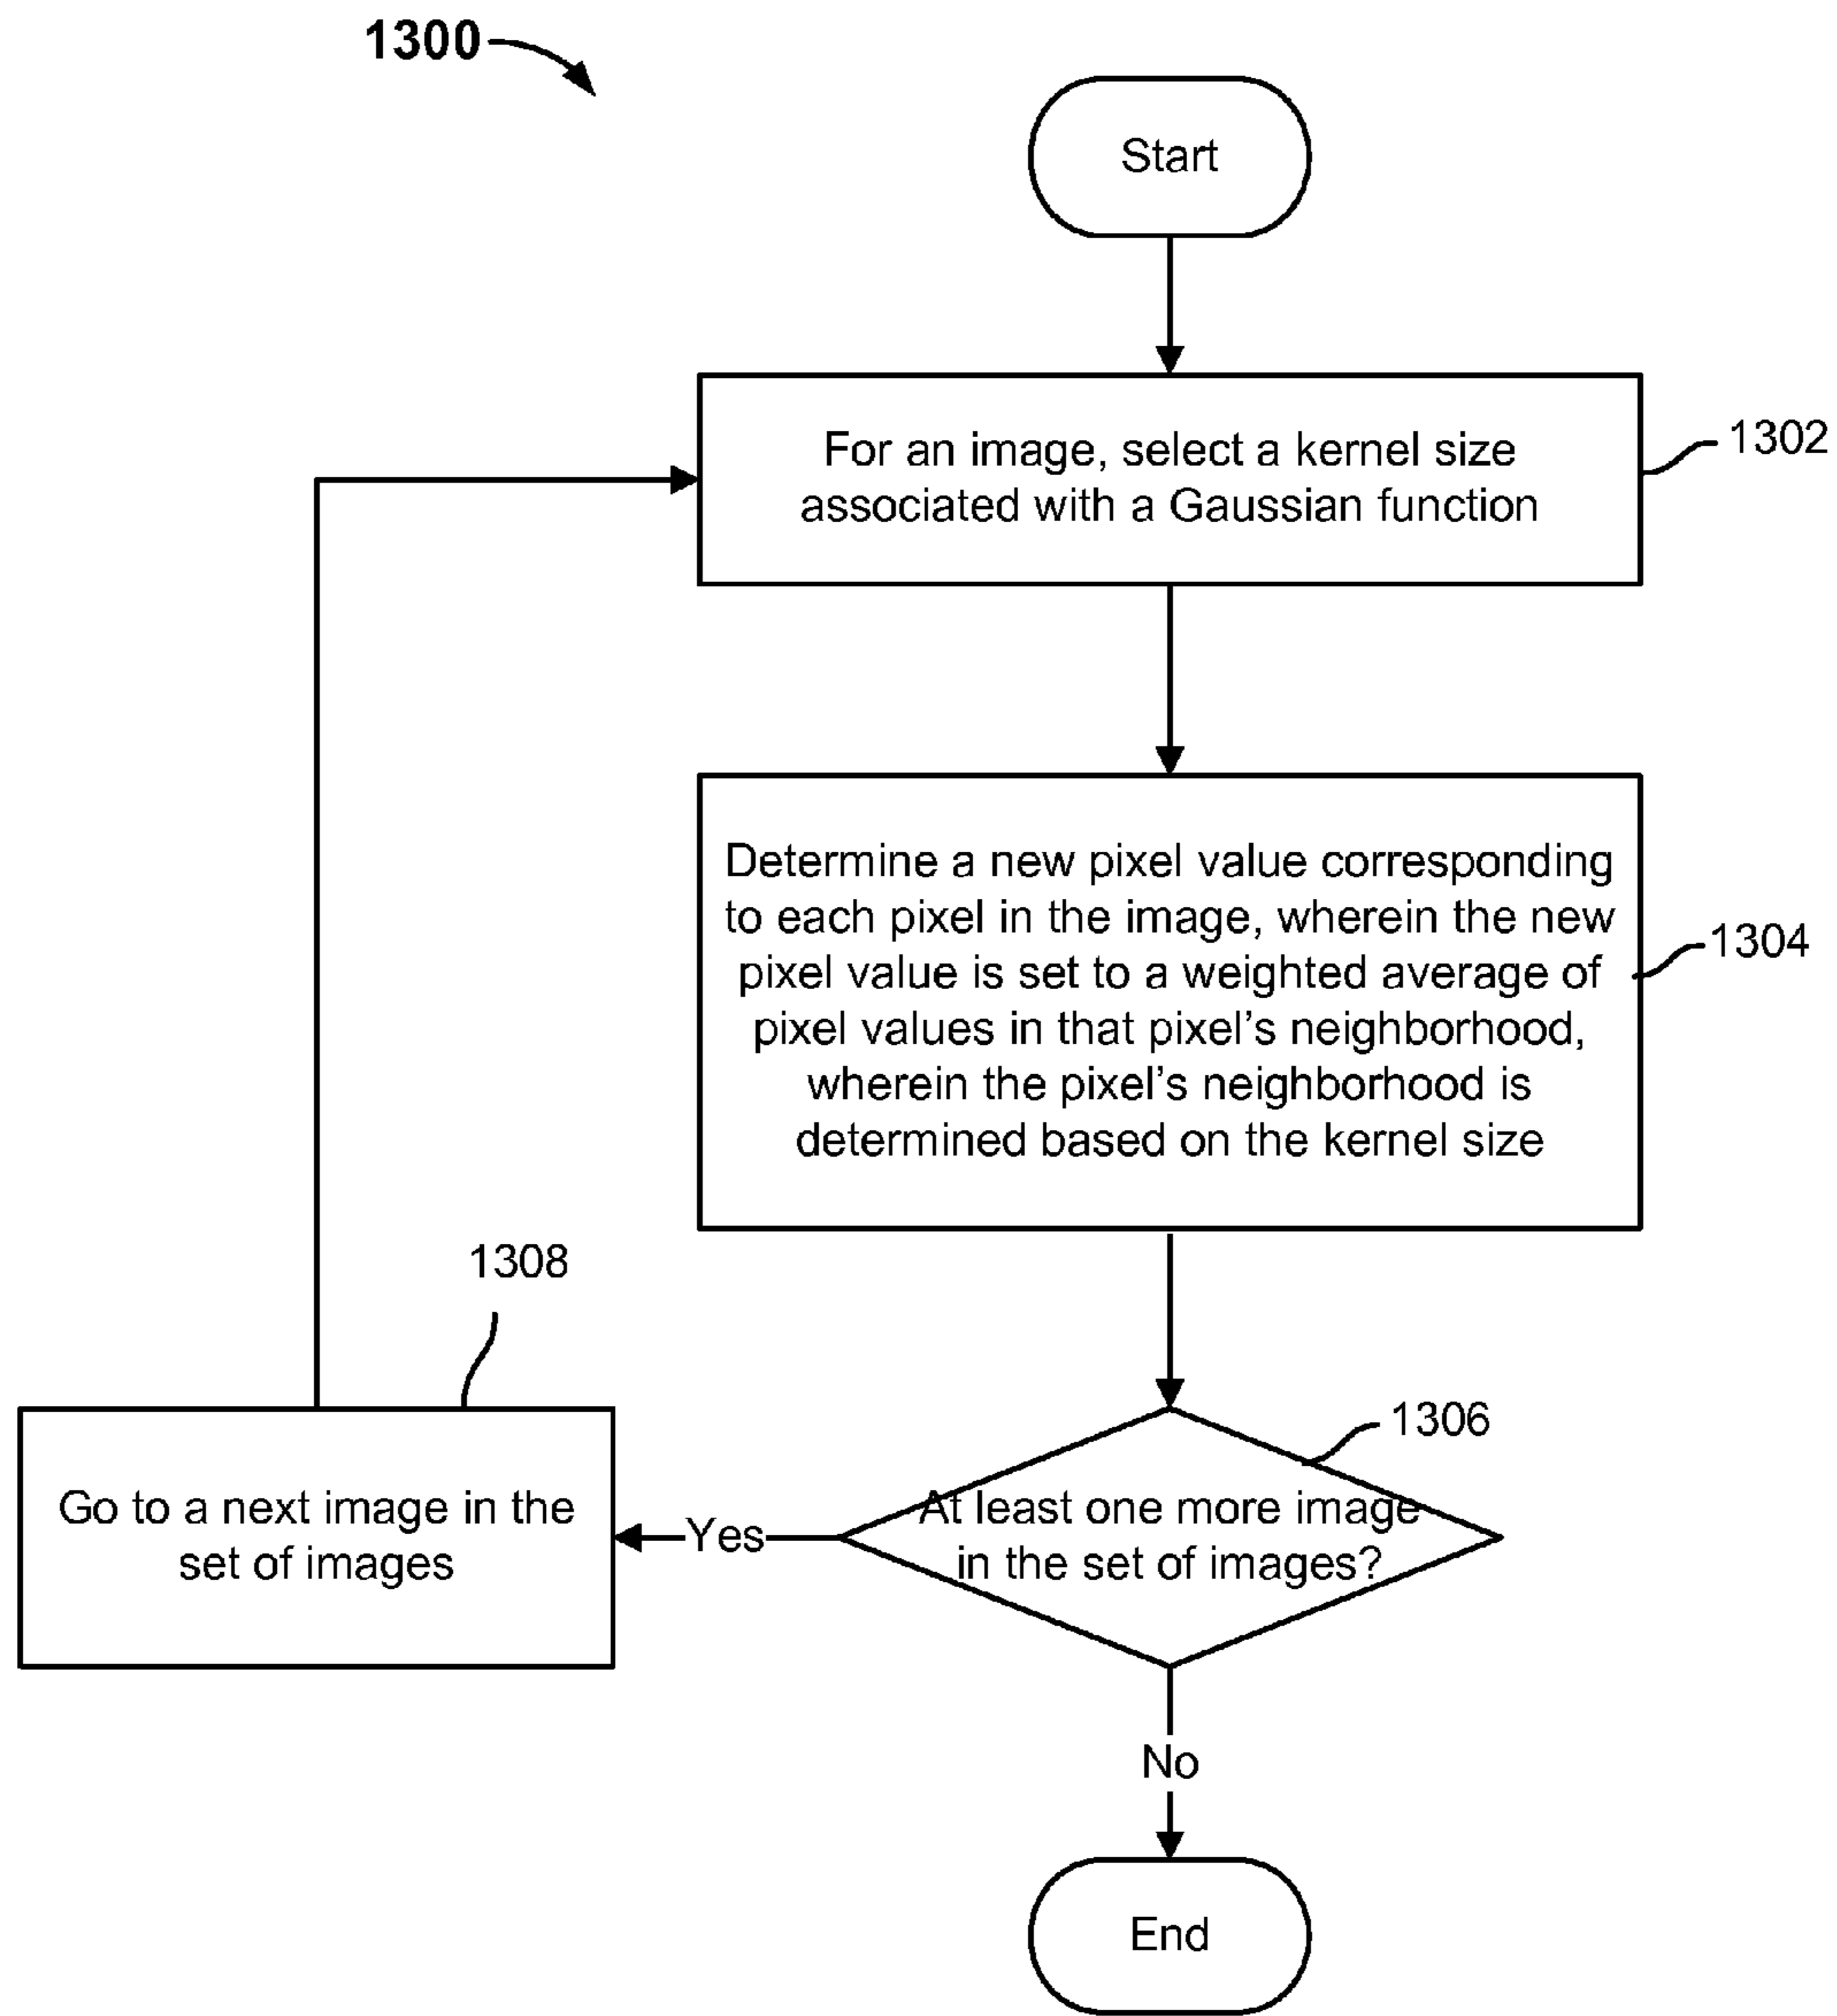 1300
Start
For an image, select a kernel size
associated with a Gaussian function
1302
Determine a new pixel value corresponding
to each pixel in the image, wherein the new
pixel value is set to a weighted average of
pixel values in that pixel’s neighborhood,
wherein the pixel’s neighborhood is
determined based on the kernel size
1304
1308
Go to a next image in the
set of images
Yes
1306
At least one more image
in the set of images?
No
End